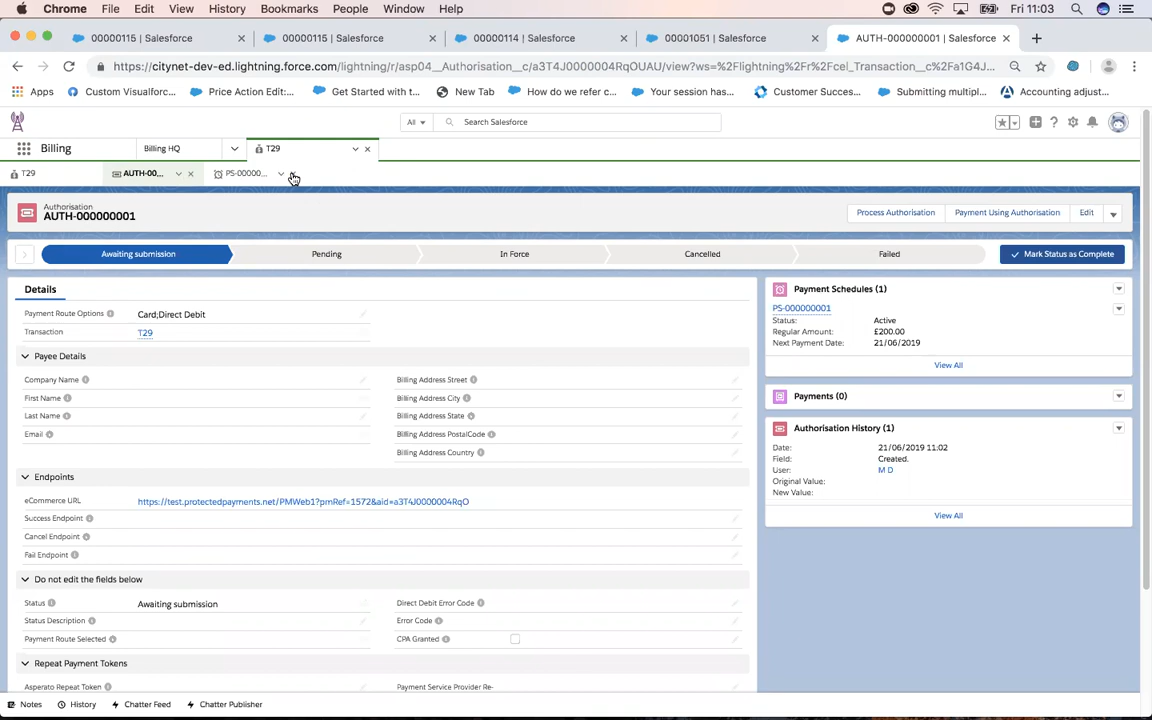 Chrome File Edit View History Bookmarks People Window Help Fri 11:03
00000115 | Salesforce 00000115 | Salesforce 00000114 | Salesforce 00001051 | Salesforce AUTH-000000001 | Salesforce
https://citynet-dev-ed.lightning.force.com/lightning/r/asp04__Authorisation__c/a3T4J0000004RqOUAU/view?ws=%2Flightning%2Fr%2Fcel_Transaction__c%2Fa1G4J...
Apps Custom Visualforc... Price Action Edit:... Get Started with t... New Tab How do we refer c... Your session has... Customer Succes... Submitting multipl... Accounting adjust...
All Search Salesforce
Billing Billing HQ T29
T29 AUTH-00... PS-00000...
Authorisation
AUTH-000000001
Process Authorisation Payment Using Authorisation Edit
Awaiting submission Pending In Force Cancelled Failed Mark Status as Complete
Details
Payment Route Options Card;Direct Debit
Transaction T29
Payee Details
Company Name Billing Address Street
First Name Billing Address City
Last Name Billing Address State
Email Billing Address PostalCode
Billing Address Country
Endpoints
eCommerce URL https://test.protectedpayments.net/PMWeb1?pmRef=1572&aid=a3T4J0000004RqO
Success Endpoint
Cancel Endpoint
Fail Endpoint
Do not edit the fields below
Status Awaiting submission Direct Debit Error Code
Status Description Error Code
Payment Route Selected CPA Granted
Repeat Payment Tokens
Asperato Repeat Token Payment Service Provider Re-
Payment Schedules (1)
PS-000000001
Status: Active
Regular Amount: £200.00
Next Payment Date: 21/06/2019
View All
Payments (0)
Authorisation History (1)
Date: 21/06/2019 11:02
Field: Created.
User: M D
Original Value:
New Value:
View All
Notes History Chatter Feed Chatter Publisher